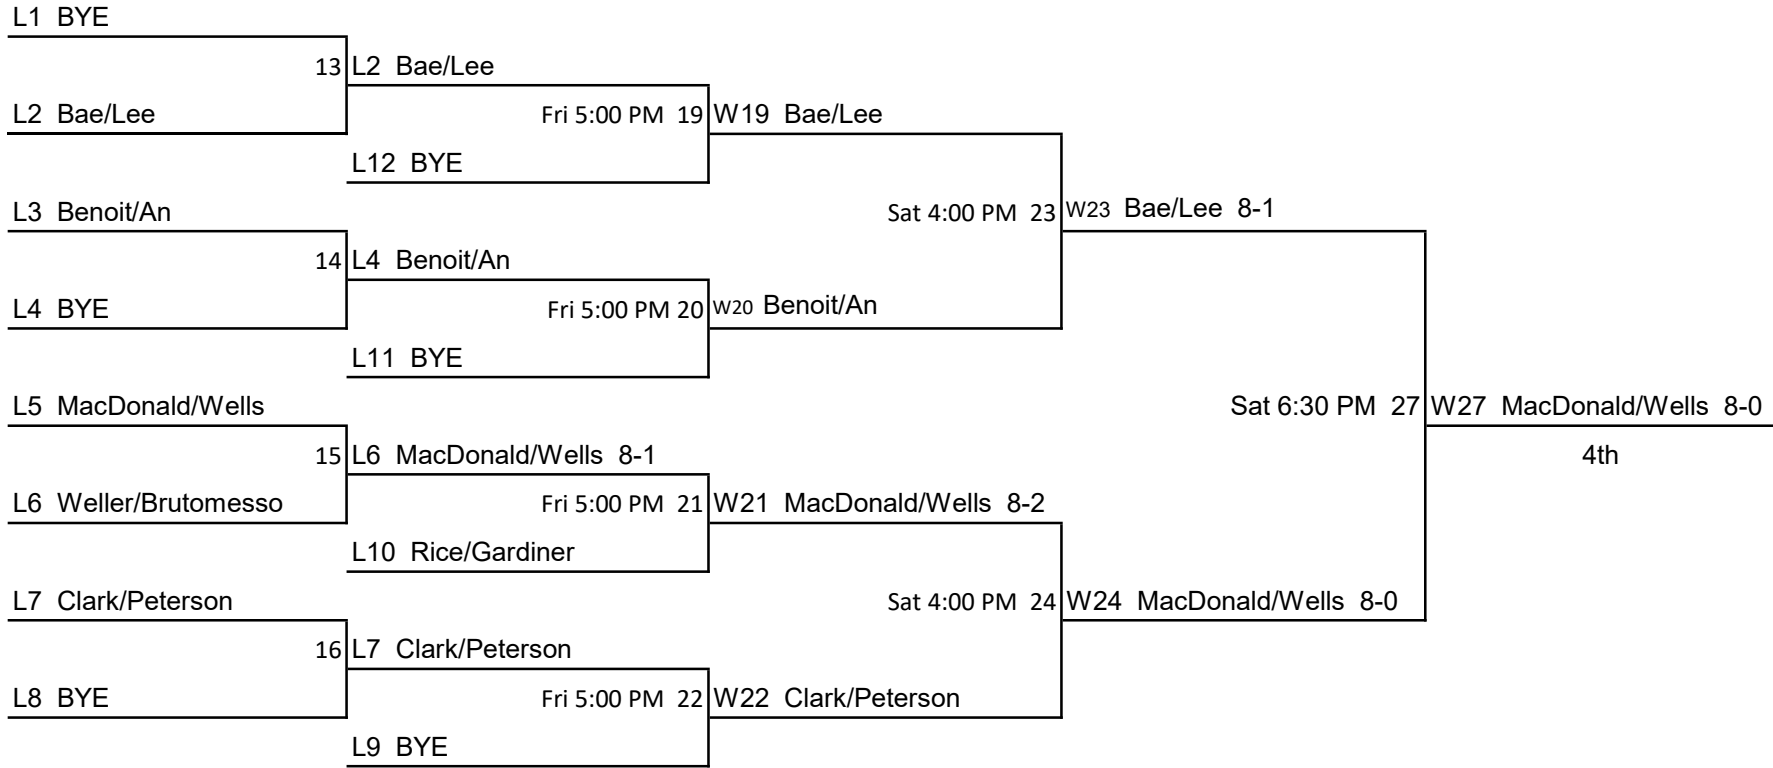 L1 BYE
13 L2 Bae/Lee
L2 Bae/Lee
Fri 5:00 PM 19 W19 Bae/Lee
L12 BYE
L3 Benoit/An
Sat 4:00 PM 23 W23 Bae/Lee 8-1
14 L4 Benoit/An
L4 BYE
Fri 5:00 PM 20 W20 Benoit/An
L11 BYE
L5 MacDonald/Wells
Sat 6:30 PM 27 W27 MacDonald/Wells 8-0
15 L6 MacDonald/Wells 8-1
4th
L6 Weller/Brutomesso
Fri 5:00 PM 21 W21 MacDonald/Wells 8-2
L10 Rice/Gardiner
L7 Clark/Peterson
Sat 4:00 PM 24 W24 MacDonald/Wells 8-0
16 L7 Clark/Peterson
L8 BYE
Fri 5:00 PM 22 W22 Clark/Peterson
L9 BYE